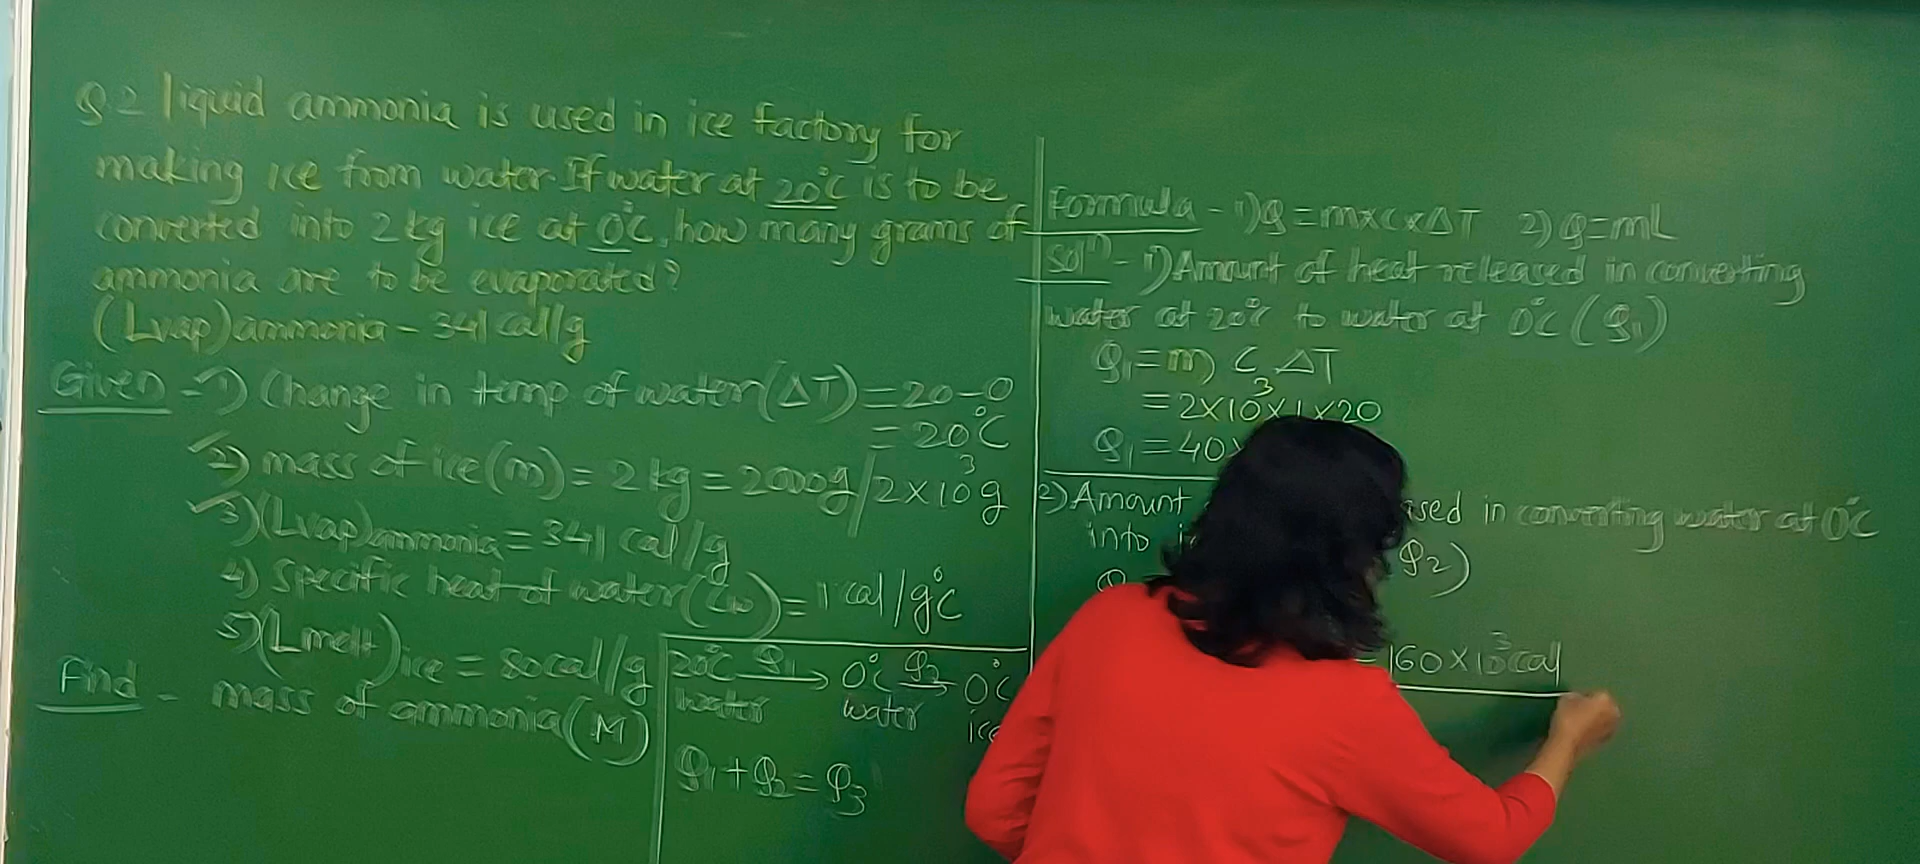 Q 2 liquid ammonia is used in ice factory for
making ice from water. If water at 20°C is to be
converted into 2 kg ice at 0°C, how many grams of
ammonia are to be evaporated?
(Lvap) ammonia - 341 cal/g
Given - 1) Change in temp of water (ΔT) = 20-0
= 20°C
2) mass of ice (m) = 2 kg = 2000g / 2 x 10³ g
3) (Lvap) ammonia = 341 cal/g
4) Specific heat of water (Cw) = 1 cal/g°C
5) (Lmelt) ice = 80 cal/g
Find - mass of ammonia (M)
20°C Q1 → 0°C Q2 → 0°C
water water ice
Q1 + Q2 = Q3
Formula - 1) Q = m x c x ΔT 2) Q = mL
Solⁿ - 1) Amount of heat released in converting
water at 20°C to water at 0°C (Q1)
Q1 = m C ΔT
= 2 x 10³ x 1 x 20
Q1 = 40 x
2) Amount in converting water at 0°C
into Q2)
= 160 x 10³ cal